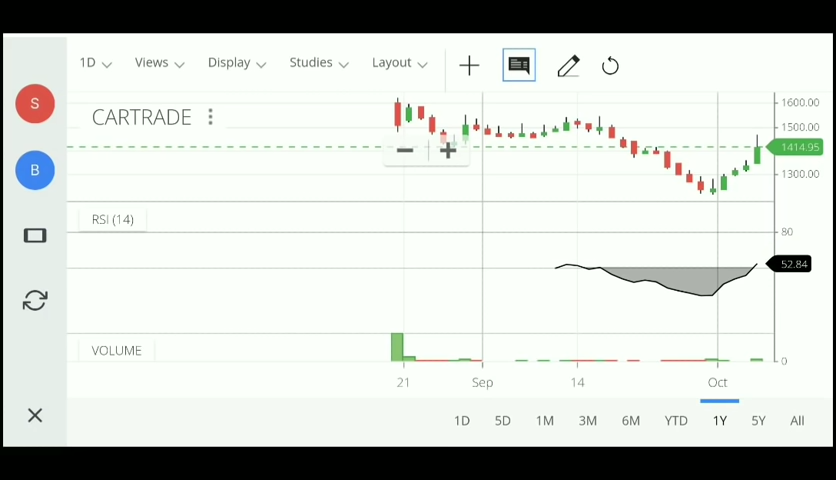 1D Views Display Studies Layout
S
CARTRADE
1600.00
1500.00
1414.95
B
1300.00
RSI (14)
80
52.84
VOLUME
0
21 Sep 14 Oct
1D 5D 1M 3M 6M YTD 1Y 5Y All